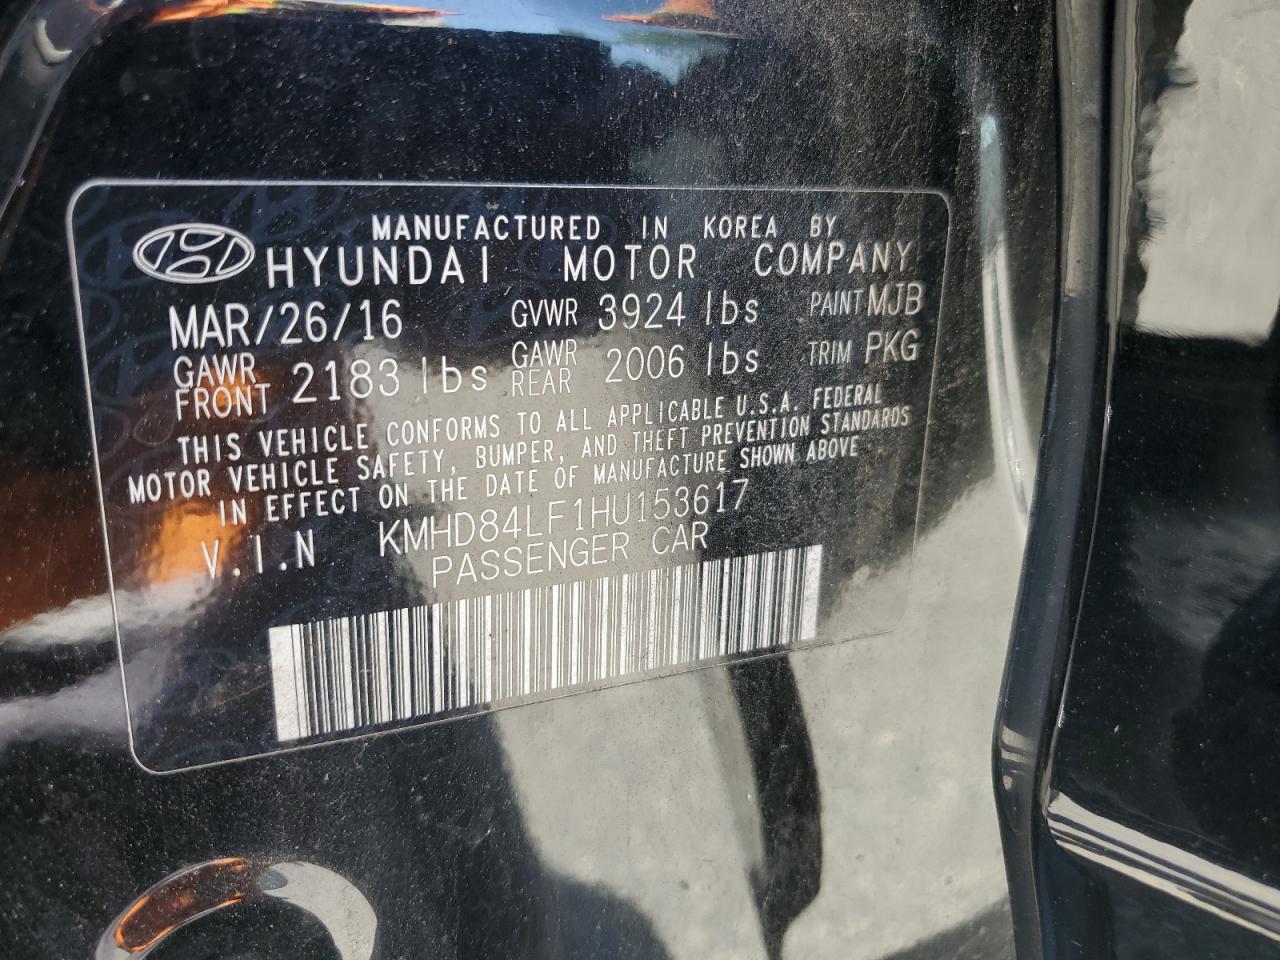 MANUFACTURED IN KOREA BY
HYUNDAI MOTOR COMPANY
MAR/26/16 GVWR 3924 lbs PAINT MJB
GAWR FRONT 2183 lbs GAWR REAR 2006 lbs TRIM PKG
THIS VEHICLE CONFORMS TO ALL APPLICABLE U.S.A. FEDERAL
MOTOR VEHICLE SAFETY, BUMPER, AND THEFT PREVENTION STANDARDS
IN EFFECT ON THE DATE OF MANUFACTURE SHOWN ABOVE
V.I.N KMHD84LF1HU153617
PASSENGER CAR